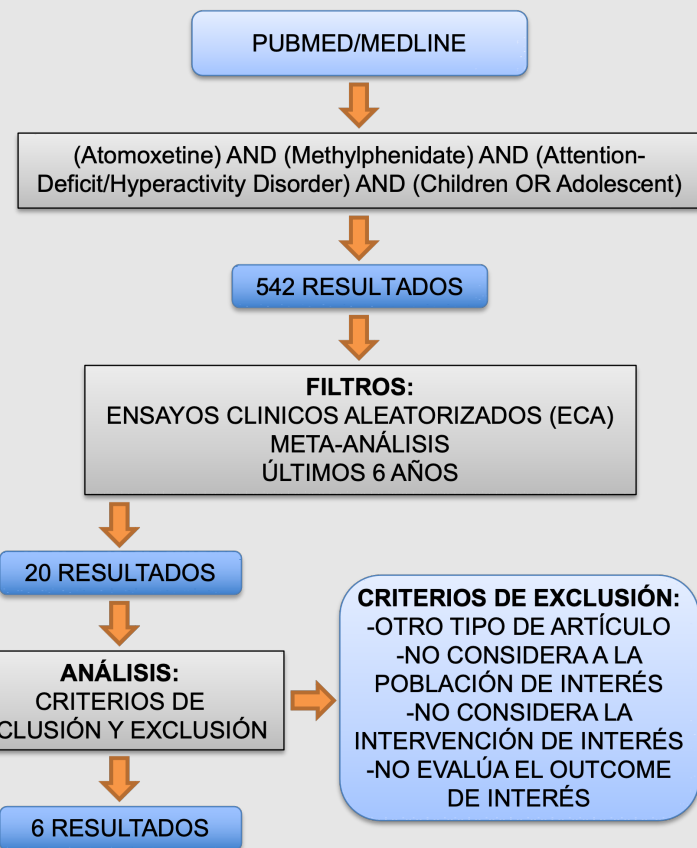 PUBMED/MEDLINE
(Atomoxetine) AND (Methylphenidate) AND (Attention-
Deficit/Hyperactivity Disorder) AND (Children OR Adolescent)
542 RESULTADOS
FILTROS:
ENSAYOS CLINICOS ALEATORIZADOS (ECA)
META-ANÁLISIS
ÚLTIMOS 6 AÑOS
20 RESULTADOS
ANÁLISIS:
CRITERIOS DE
CLUSIÓN Y EXCLUSIÓN
CRITERIOS DE EXCLUSIÓN:
-OTRO TIPO DE ARTÍCULO
-NO CONSIDERA A LA
POBLACIÓN DE INTERÉS
-NO CONSIDERA LA
INTERVENCIÓN DE INTERÉS
-NO EVALÚA EL OUTCOME
DE INTERÉS
6 RESULTADOS